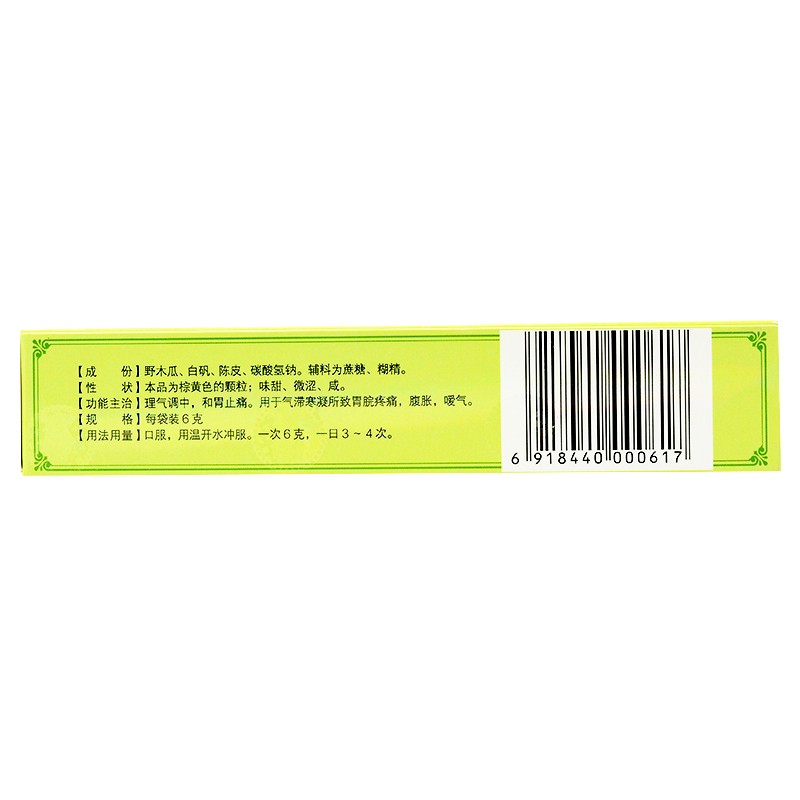 【成　　份】野木瓜、白矾、陈皮、碳酸氢钠。辅料为蔗糖、糊精。
【性　　状】本品为棕黄色的颗粒；味甜、微涩、咸。
【功能主治】理气调中，和胃止痛。用于气滞寒凝所致胃脘疼痛，腹胀，嗳气。
【规　　格】每袋装6克
【用法用量】口服，用温开水冲服。一次6克，一日3～4次。
6 918440 000617